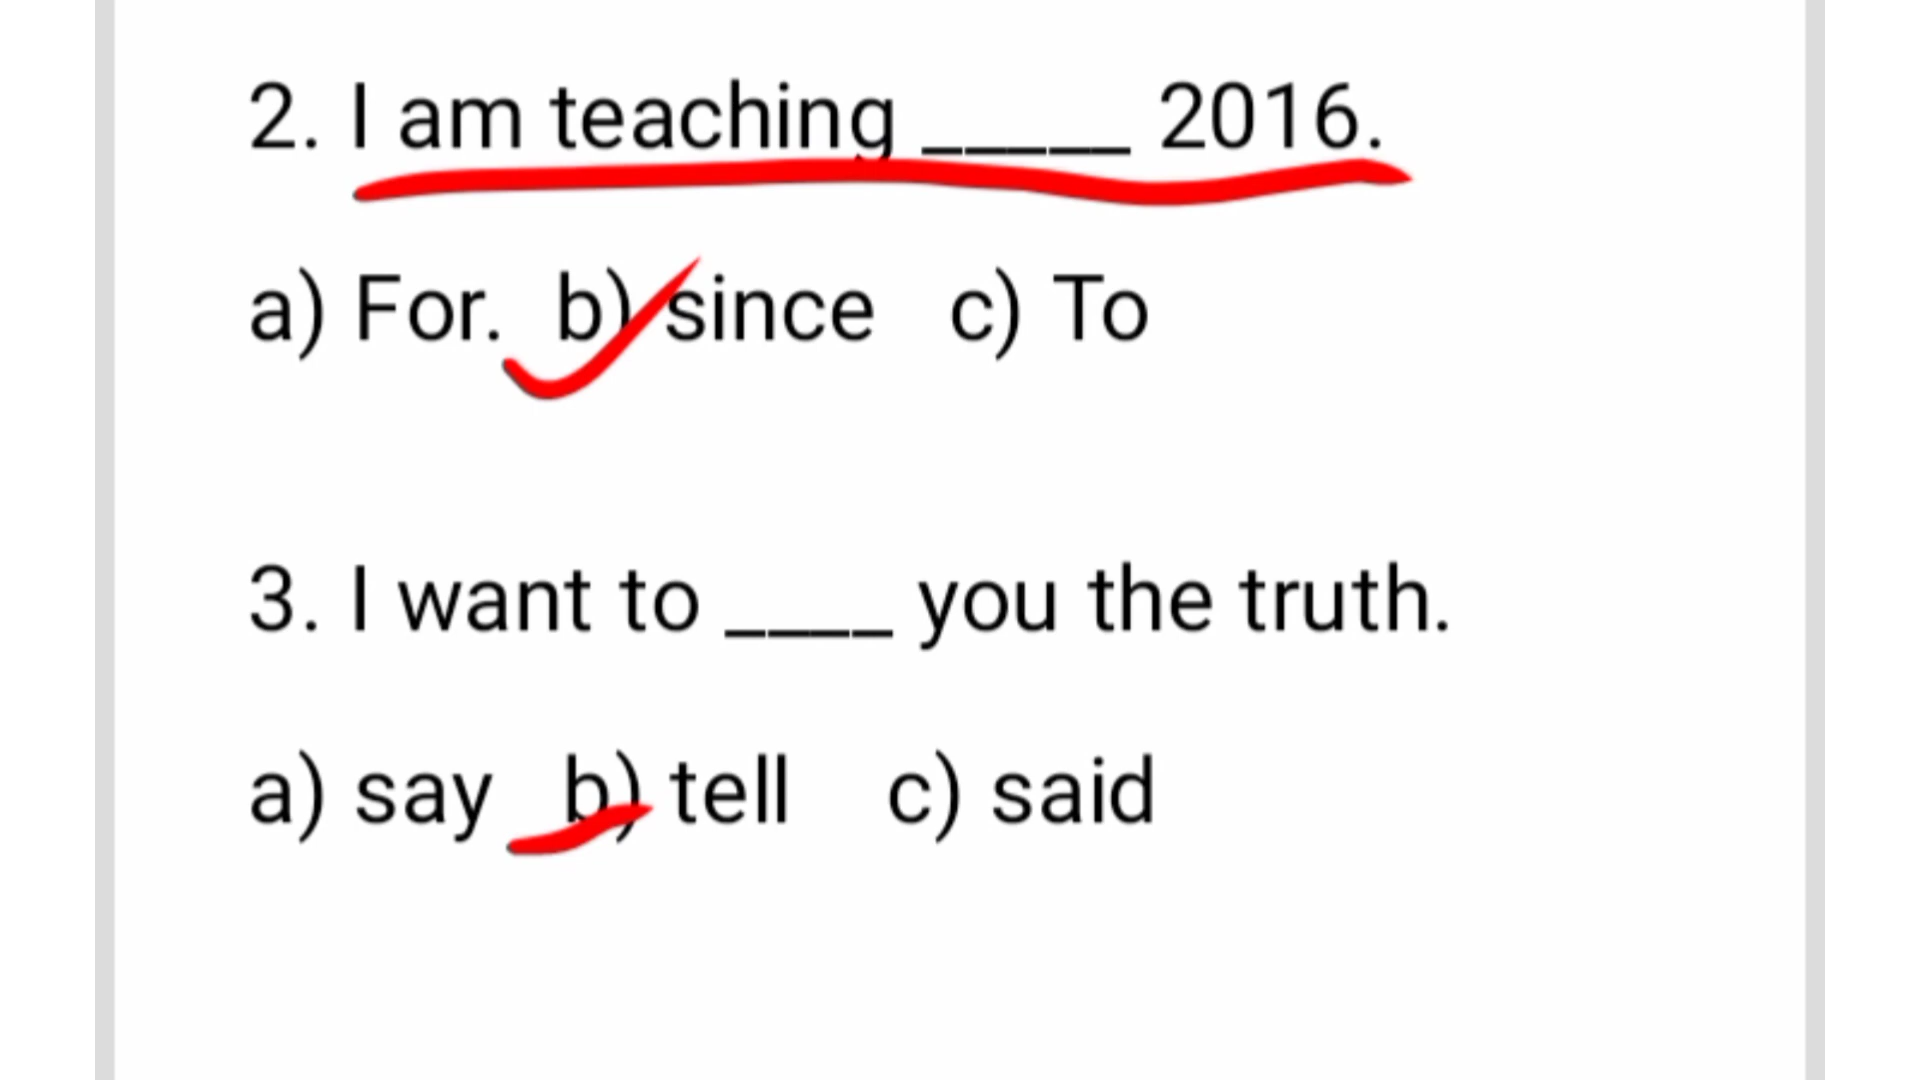 2. I am teaching _____ 2016.
a) For. b) since c) To
3. I want to ____ you the truth.
a) say b) tell c) said